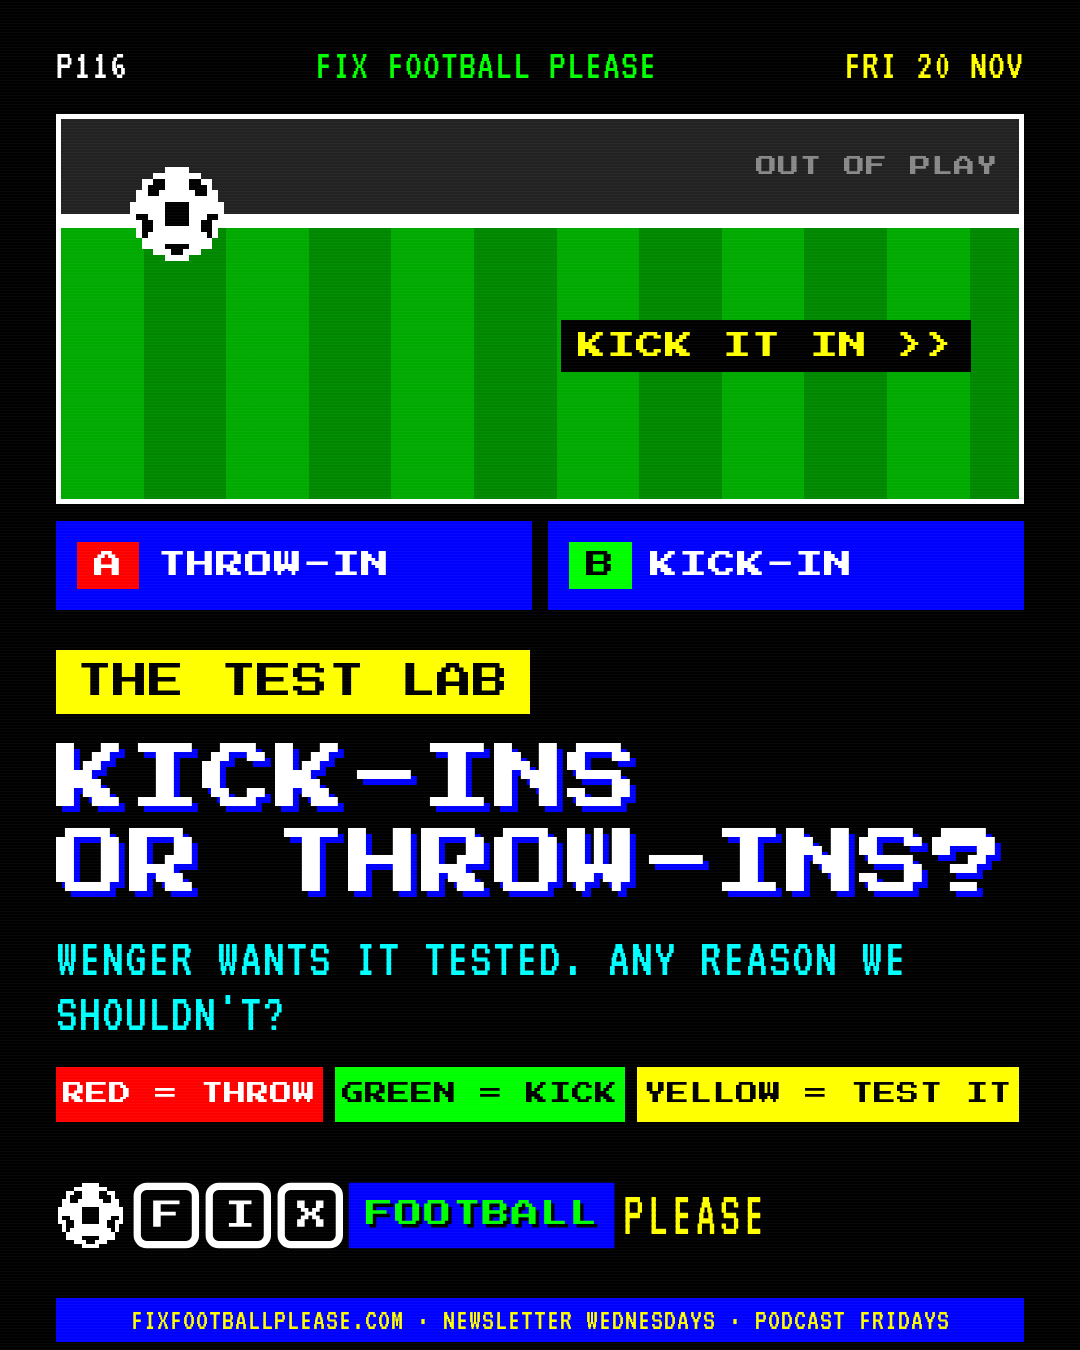 P116 FIX FOOTBALL PLEASE FRI 20 NOV
OUT OF PLAY
KICK IT IN >>
A THROW-IN
B KICK-IN
THE TEST LAB
KICK-INS
OR THROW-INS?
WENGER WANTS IT TESTED. ANY REASON WE
SHOULDN'T?
RED = THROW
GREEN = KICK
YELLOW = TEST IT
FIX FOOTBALL PLEASE
FIXFOOTBALLPLEASE.COM · NEWSLETTER WEDNESDAYS · PODCAST FRIDAYS